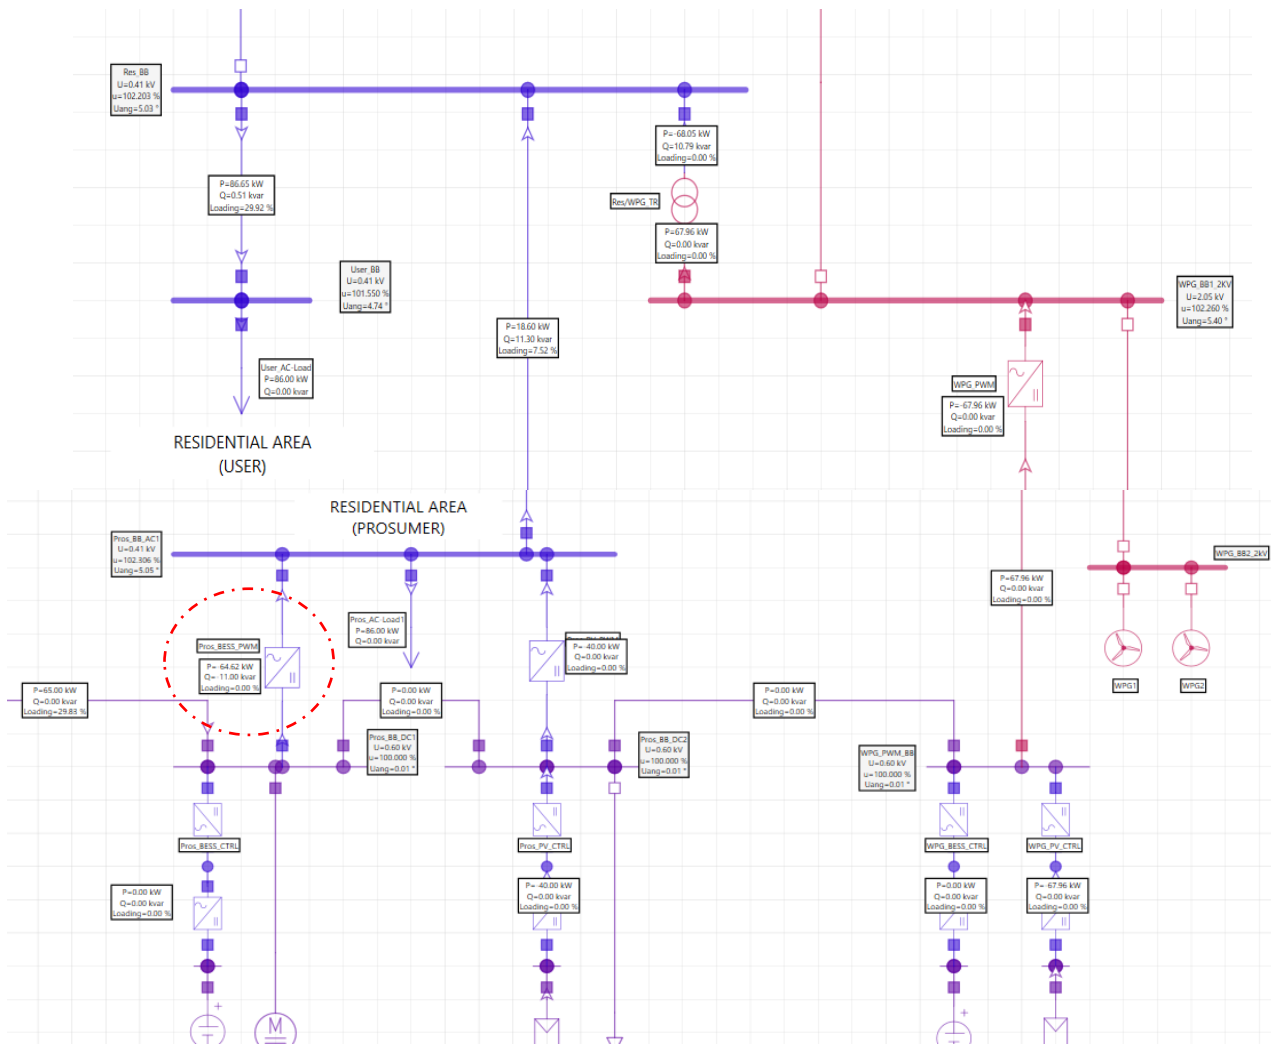 Res_BB
U=0.41 kV
u=102.203 %
Uang=5.03 °
P=-68.05 kW
Q=10.79 kvar
Loading=0.00 %
P=86.65 kW
Q=0.51 kvar
Loading=29.92 %
Res/WPG_TR
P=67.96 kW
Q=0.00 kvar
Loading=0.00 %
User_BB
U=0.41 kV
u=101.550 %
Uang=4.74 °
WPG_BB1_2KV
U=2.05 kV
u=102.260 %
Uang=5.40 °
P=18.60 kW
Q=11.30 kvar
Loading=7.52 %
User_AC-Load
P=86.00 kW
Q=0.00 kvar
WPG_PWM
P=-67.96 kW
Q=0.00 kvar
Loading=0.00 %
RESIDENTIAL AREA
(USER)
RESIDENTIAL AREA
(PROSUMER)
Pros_BB_AC1
U=0.41 kV
u=102.306 %
Uang=5.05 °
WPG_BB2_2kV
P=67.96 kW
Q=0.00 kvar
Loading=0.00 %
Pros_AC-Load1
P=86.00 kW
Q=0.00 kvar
Pros_BESS_PWM
P=-64.62 kW
Q=-11.00 kvar
Loading=0.00 %
P=-40.00 kW
Q=0.00 kvar
Loading=0.00 %
WPG1
WPG2
P=65.00 kW
Q=0.00 kvar
Loading=29.83 %
P=0.00 kW
Q=0.00 kvar
Loading=0.00 %
P=0.00 kW
Q=0.00 kvar
Loading=0.00 %
Pros_BB_DC1
U=0.60 kV
u=100.000 %
Uang=0.01 °
Pros_BB_DC2
U=0.60 kV
u=100.000 %
Uang=0.01 °
WPG_PWM_BB
U=0.60 kV
u=100.000 %
Uang=0.01 °
Pros_BESS_CTRL
Pros_PV_CTRL
WPG_BESS_CTRL
WPG_PV_CTRL
P=0.00 kW
Q=0.00 kvar
Loading=0.00 %
P=-40.00 kW
Q=0.00 kvar
Loading=0.00 %
P=0.00 kW
Q=0.00 kvar
Loading=0.00 %
P=-67.96 kW
Q=0.00 kvar
Loading=0.00 %
M